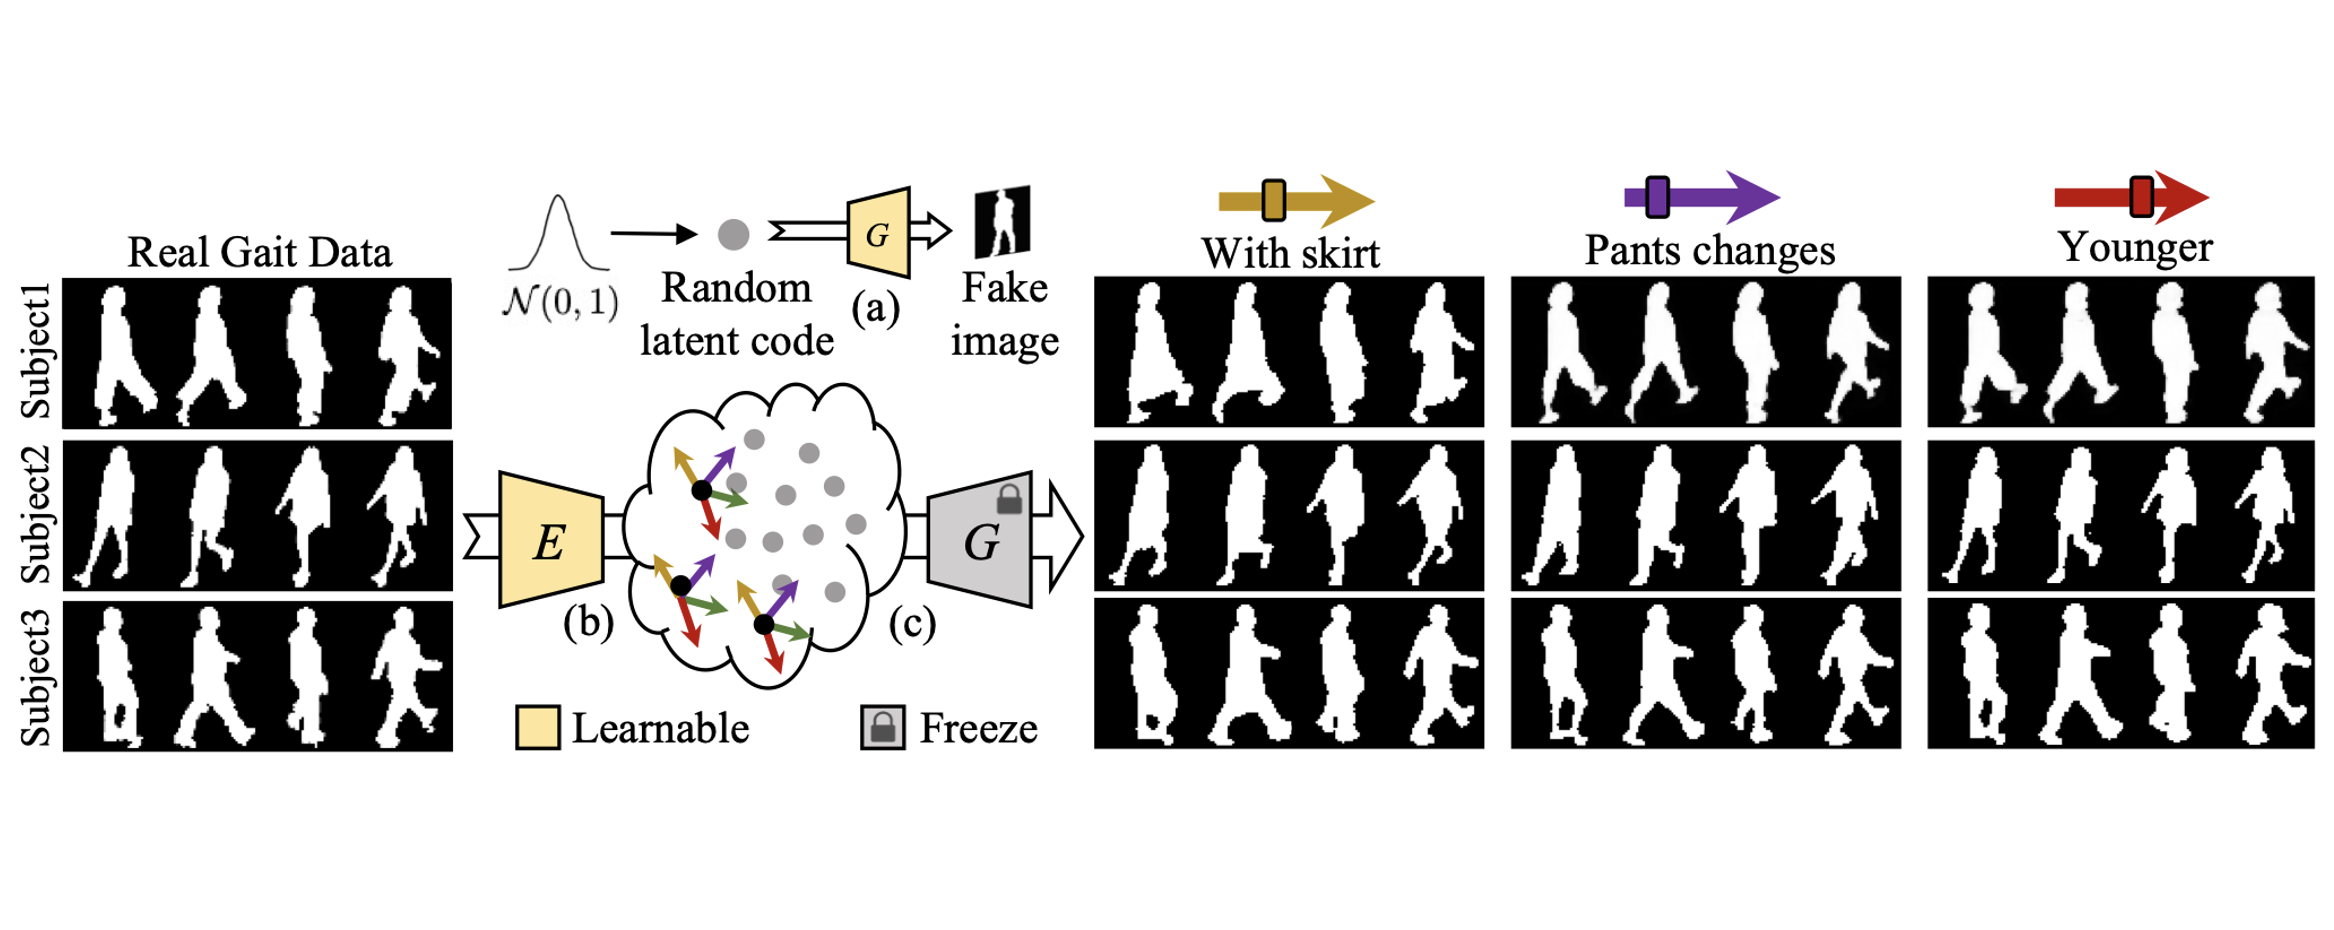 Real Gait Data
Subject1
Subject2
Subject3
𝒩(0, 1)
Random
latent code
G
(a)
Fake
image
E
(b)
(c)
G
Learnable
Freeze
With skirt
Pants changes
Younger